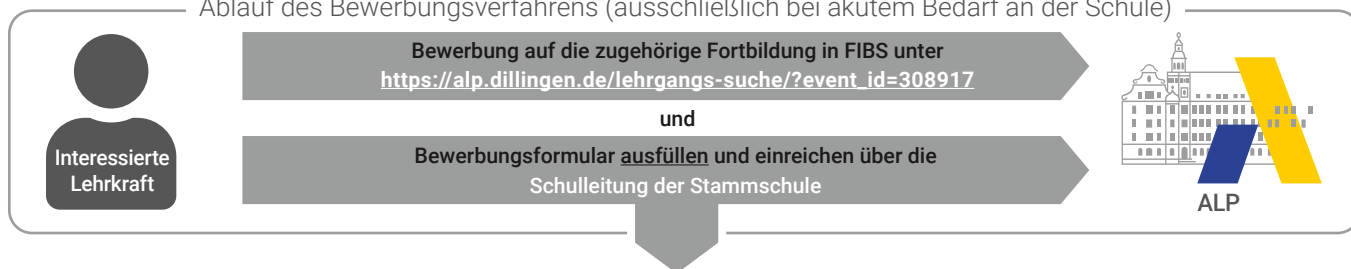 Ablauf des Bewerbungsverfahrens (ausschließlich bei akutem Bedarf an der Schule)
Bewerbung auf die zugehörige Fortbildung in FIBS unter
https://alp.dillingen.de/lehrgangs-suche/?event_id=308917
und
Interessierte
Lehrkraft
Bewerbungsformular ausfüllen und einreichen über die
Schulleitung der Stammschule
ALP